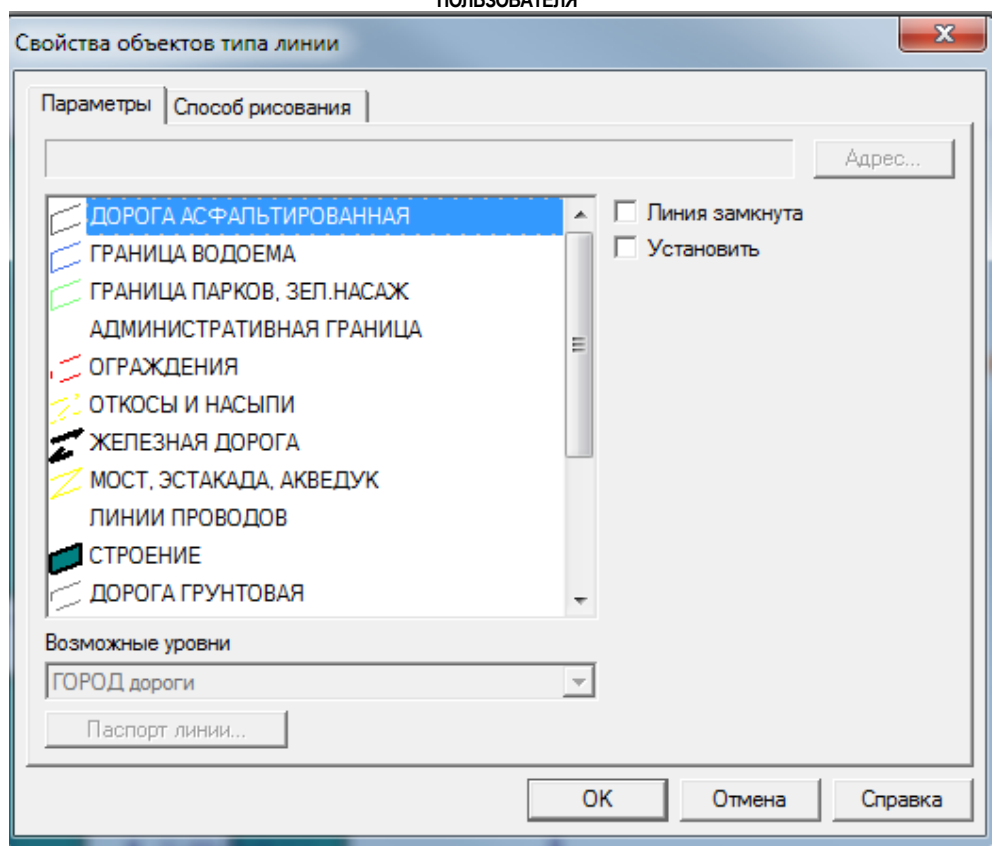 ПОЛЬЗОВАТЕЛЯ
Свойства объектов типа линии
Параметры
Способ рисования
Адрес...
ДОРОГА АСФАЛЬТИРОВАННАЯ
ГРАНИЦА ВОДОЕМА
ГРАНИЦА ПАРКОВ, ЗЕЛ.НАСАЖ
АДМИНИСТРАТИВНАЯ ГРАНИЦА
ОГРАЖДЕНИЯ
ОТКОСЫ И НАСЫПИ
ЖЕЛЕЗНАЯ ДОРОГА
МОСТ, ЭСТАКАДА, АКВЕДУК
ЛИНИИ ПРОВОДОВ
СТРОЕНИЕ
ДОРОГА ГРУНТОВАЯ
Линия замкнута
Установить
Возможные уровни
ГОРОД дороги
Паспорт линии...
OK
Отмена
Справка